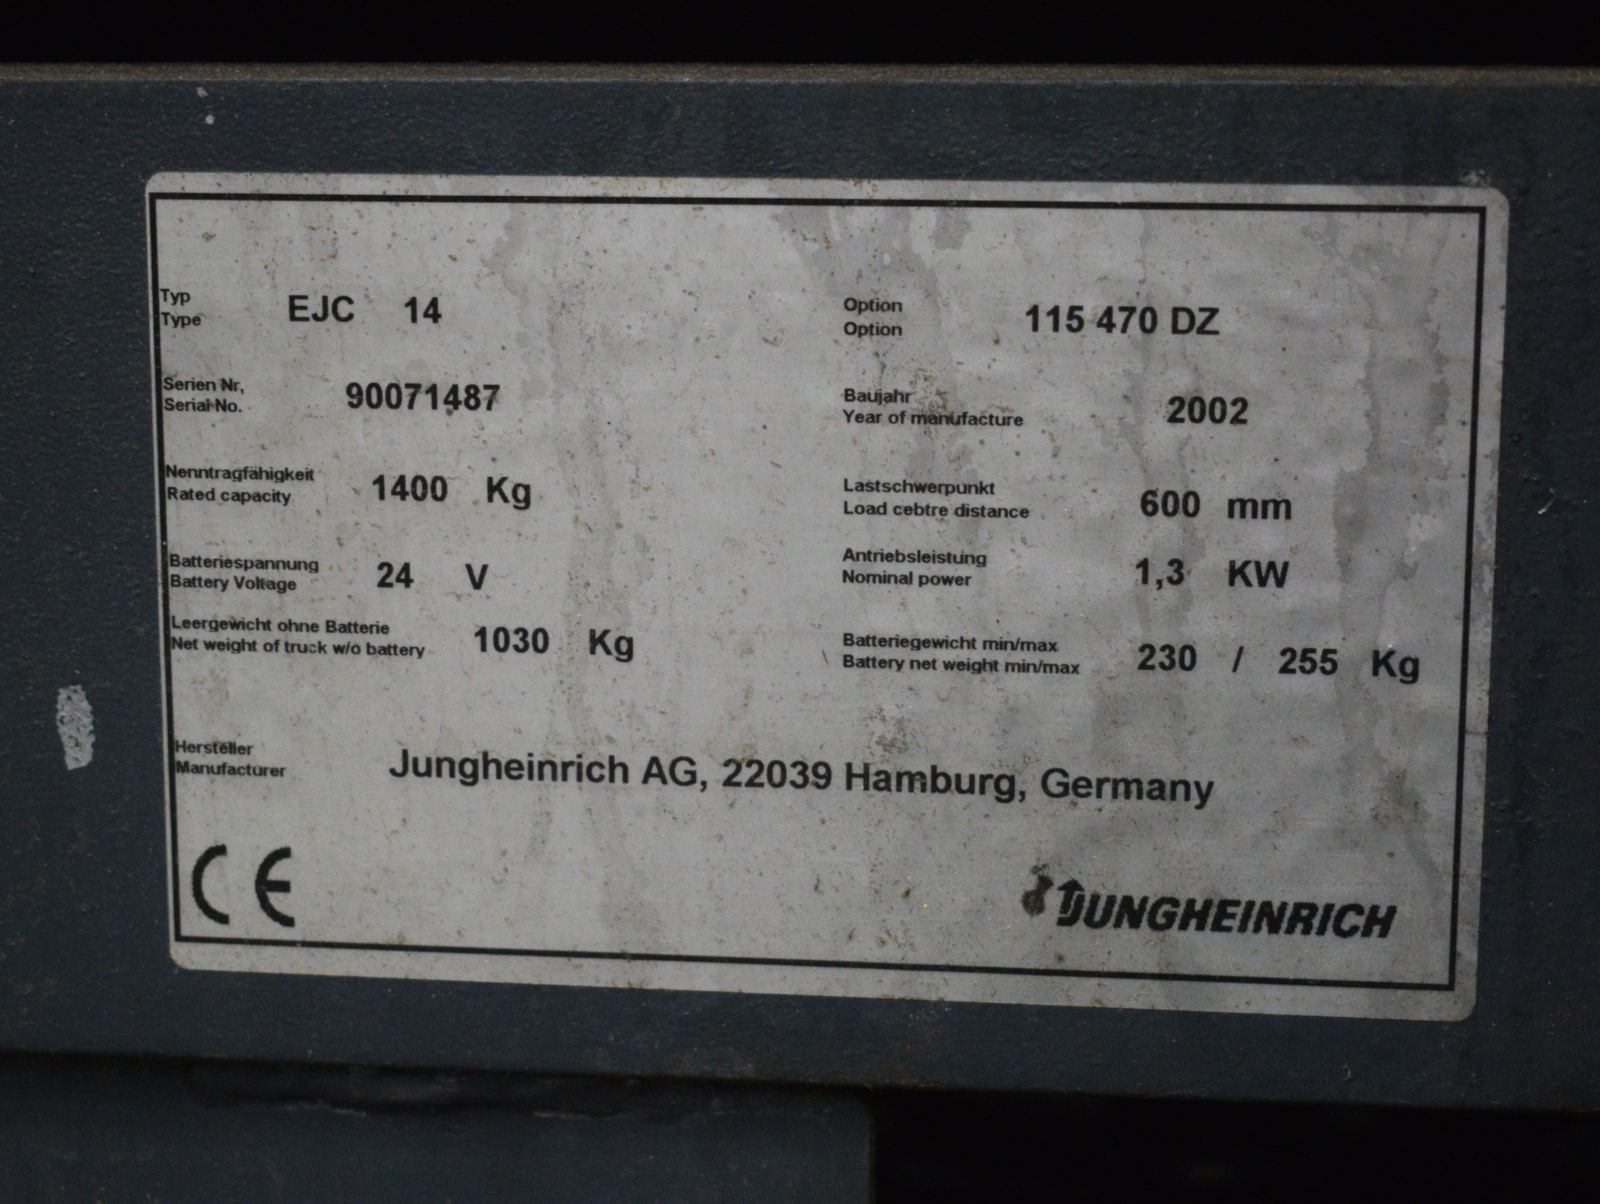 Typ
Type
EJC 14
Option
Option
115 470 DZ
Serien Nr,
Serial No.
90071487
Baujahr
Year of manufacture
2002
Nenntragfähigkeit
Rated capacity
1400 Kg
Lastschwerpunkt
Load cebtre distance
600 mm
Batteriespannung
Battery Voltage
24 V
Antriebsleistung
Nominal power
1,3 KW
Leergewicht ohne Batterie
Net weight of truck w/o battery
1030 Kg
Batteriegewicht min/max
Battery net weight min/max
230 / 255 Kg
Hersteller
Manufacturer
Jungheinrich AG, 22039 Hamburg, Germany
CE
JUNGHEINRICH